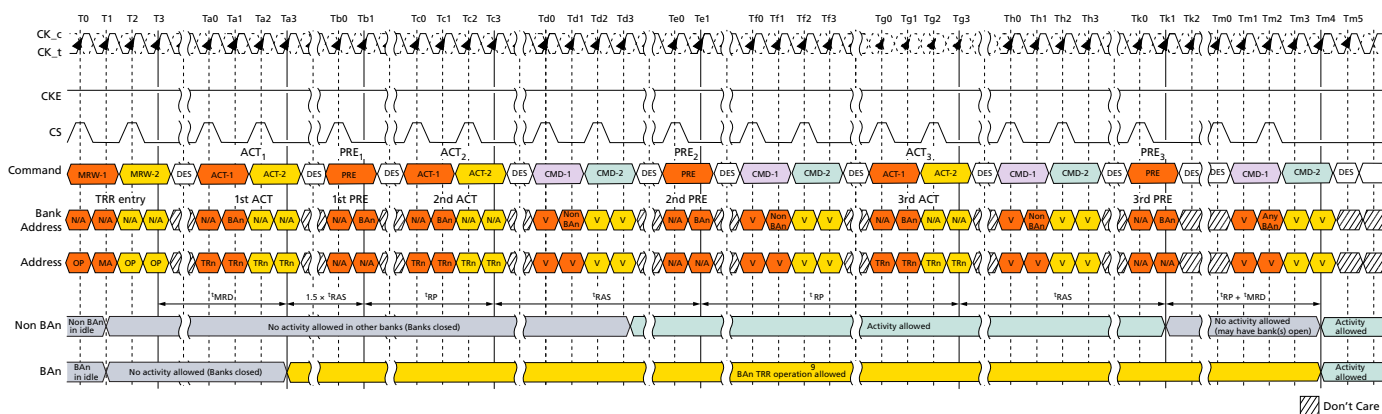 T0 T1 T2 T3 Ta0 Ta1 Ta2 Ta3 Tb0 Tb1 Tc0 Tc1 Tc2 Tc3 Td0 Td1 Td2 Td3 Te0 Te1 Tf0 Tf1 Tf2 Tf3 Tg0 Tg1 Tg2 Tg3 Th0 Th1 Th2 Th3 Tk0 Tk1 Tk2 Tm0 Tm1 Tm2 Tm3 Tm4 Tm5
CK_c
CK_t
CKE
CS
ACT1 PRE1 ACT2 PRE2 ACT3 PRE3
Command MRW-1 MRW-2 DES ACT-1 ACT-2 DES PRE DES ACT-1 ACT-2 DES CMD-1 CMD-2 DES PRE DES CMD-1 CMD-2 DES ACT-1 ACT-2 DES CMD-1 CMD-2 DES PRE DES DES CMD-1 CMD-2 DES
TRR entry 1st ACT 1st PRE 2nd ACT 2nd PRE 3rd ACT 3rd PRE
Bank Address N/A N/A N/A N/A N/A BAn N/A N/A N/A BAn N/A BAn N/A N/A V Non BAn V V N/A BAn V Non BAn V V N/A BAn N/A N/A V Non BAn V V N/A BAn V Any BAn V V
Address OP MA OP OP TRn TRn TRn TRn N/A N/A TRn TRn TRn TRn V V V V N/A N/A V V V V TRn TRn TRn TRn V V V V N/A N/A V V V V
tMRD 1.5 × tRAS tRP tRAS tRP tRAS tRP + tMRD
Non BAn Non BAn in idle No activity allowed in other banks (Banks closed) Activity allowed No activity allowed (may have bank(s) open) Activity allowed
BAn BAn in idle No activity allowed (Banks closed) BAn TRR operation allowed 9 Activity allowed
Don't Care